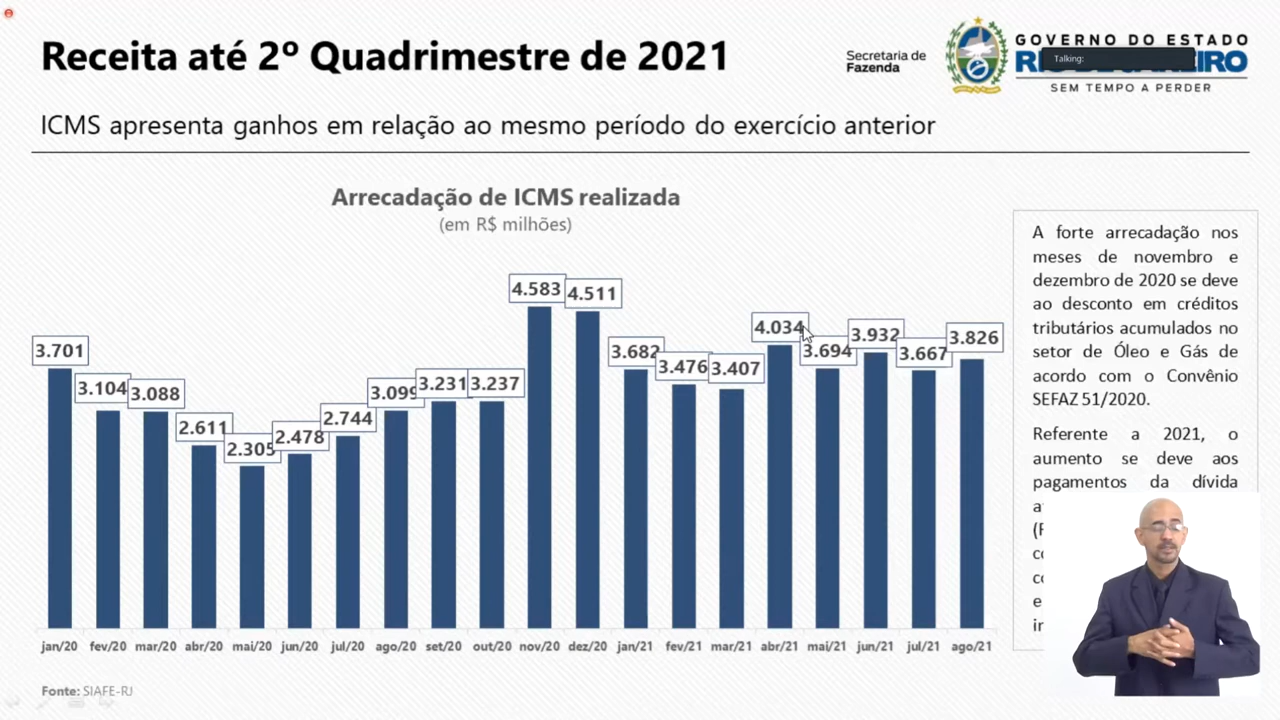 Receita até 2º Quadrimestre de 2021
Secretaria de
Fazenda
GOVERNO DO ESTADO
Talking:
SEM TEMPO A PERDER
ICMS apresenta ganhos em relação ao mesmo período do exercício anterior
Arrecadação de ICMS realizada
(em R$ milhões)
3.701
3.104
3.088
2.611
2.305
2.478
2.744
3.099
3.231
3.237
4.583
4.511
3.682
3.476
3.407
4.034
3.694
3.932
3.667
3.826
jan/20 fev/20 mar/20 abr/20 mai/20 jun/20 jul/20 ago/20 set/20 out/20 nov/20 dez/20 jan/21 fev/21 mar/21 abr/21 mai/21 jun/21 jul/21 ago/21
Fonte: SIAFE-RJ
A forte arrecadação nos
meses de novembro e
dezembro de 2020 se deve
ao desconto em créditos
tributários acumulados no
setor de Óleo e Gás de
acordo com o Convênio
SEFAZ 51/2020.
Referente a 2021, o
aumento se deve aos
pagamentos da dívida